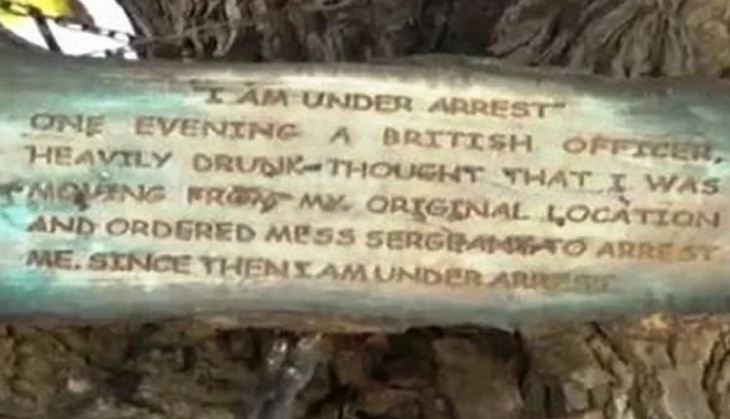 "I AM UNDER ARREST"
ONE EVENING A BRITISH OFFICER,
HEAVILY DRUNK-THOUGHT THAT I WAS
MOVING FROM MY ORIGINAL LOCATION
AND ORDERED MESS SERGEANT TO ARREST
ME. SINCE THEN I AM UNDER ARREST